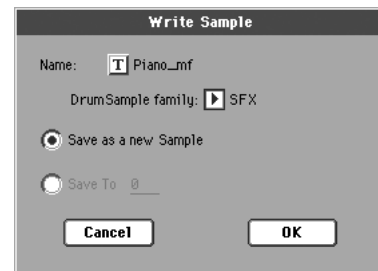 Write Sample
Name: T Piano_mf
DrumSample family: SFX
Save as a new Sample
Save To 0
Cancel OK